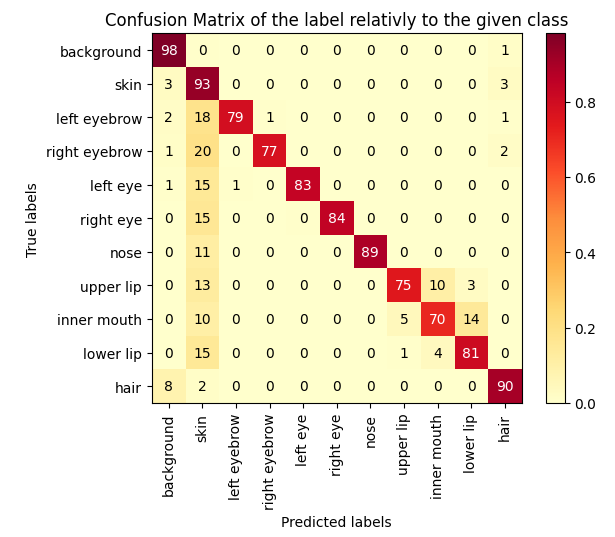 Confusion Matrix of the label relativly to the given class
background 98 0 0 0 0 0 0 0 0 0 1
skin 3 93 0 0 0 0 0 0 0 0 3
left eyebrow 2 18 79 1 0 0 0 0 0 0 1
right eyebrow 1 20 0 77 0 0 0 0 0 0 2
left eye 1 15 1 0 83 0 0 0 0 0 0
right eye 0 15 0 0 0 84 0 0 0 0 0
nose 0 11 0 0 0 0 89 0 0 0 0
upper lip 0 13 0 0 0 0 0 75 10 3 0
inner mouth 0 10 0 0 0 0 0 5 70 14 0
lower lip 0 15 0 0 0 0 0 1 4 81 0
hair 8 2 0 0 0 0 0 0 0 0 90
background skin left eyebrow right eyebrow left eye right eye nose upper lip inner mouth lower lip hair
Predicted labels
True labels
0.8
0.6
0.4
0.2
0.0